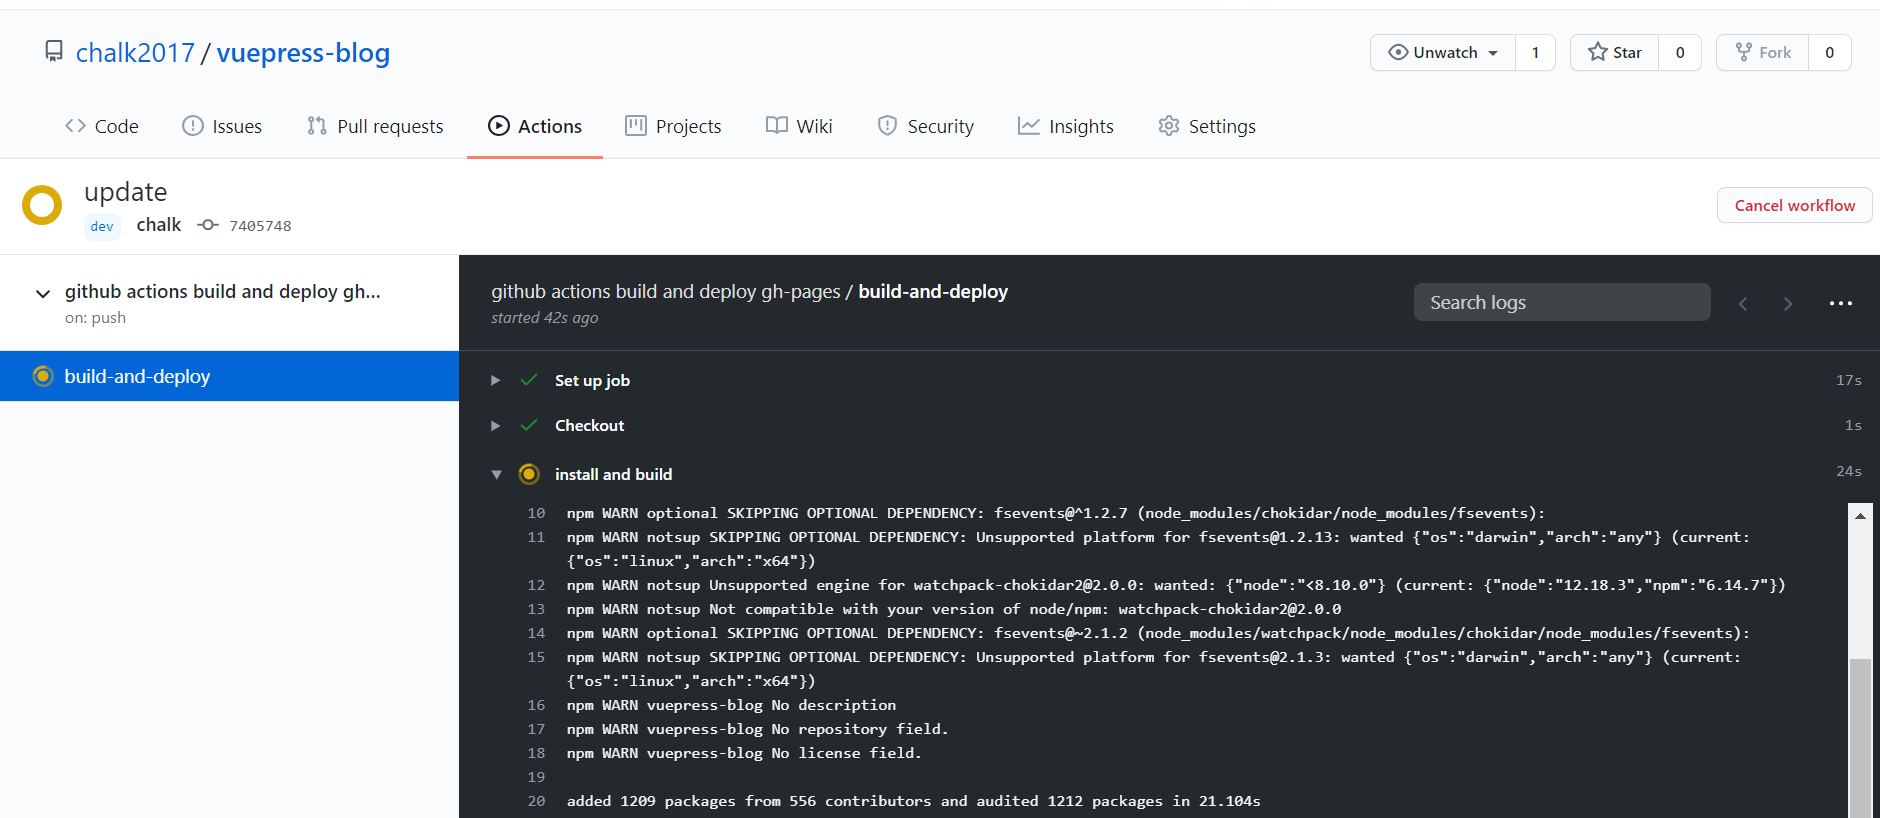 chalk2017 / vuepress-blog
Unwatch 1 Star 0 Fork 0
Code Issues Pull requests Actions Projects Wiki Security Insights Settings
update
dev chalk 7405748
Cancel workflow
github actions build and deploy gh...
on: push
build-and-deploy
github actions build and deploy gh-pages / build-and-deploy
started 42s ago
Search logs
Set up job 17s
Checkout 1s
install and build 24s
10 npm WARN optional SKIPPING OPTIONAL DEPENDENCY: fsevents@^1.2.7 (node_modules/chokidar/node_modules/fsevents):
11 npm WARN notsup SKIPPING OPTIONAL DEPENDENCY: Unsupported platform for fsevents@1.2.13: wanted {"os":"darwin","arch":"any"} (current:
{"os":"linux","arch":"x64"})
12 npm WARN notsup Unsupported engine for watchpack-chokidar2@2.0.0: wanted: {"node":"<8.10.0"} (current: {"node":"12.18.3","npm":"6.14.7"})
13 npm WARN notsup Not compatible with your version of node/npm: watchpack-chokidar2@2.0.0
14 npm WARN optional SKIPPING OPTIONAL DEPENDENCY: fsevents@~2.1.2 (node_modules/watchpack/node_modules/chokidar/node_modules/fsevents):
15 npm WARN notsup SKIPPING OPTIONAL DEPENDENCY: Unsupported platform for fsevents@2.1.3: wanted {"os":"darwin","arch":"any"} (current:
{"os":"linux","arch":"x64"})
16 npm WARN vuepress-blog No description
17 npm WARN vuepress-blog No repository field.
18 npm WARN vuepress-blog No license field.
19
20 added 1209 packages from 556 contributors and audited 1212 packages in 21.104s